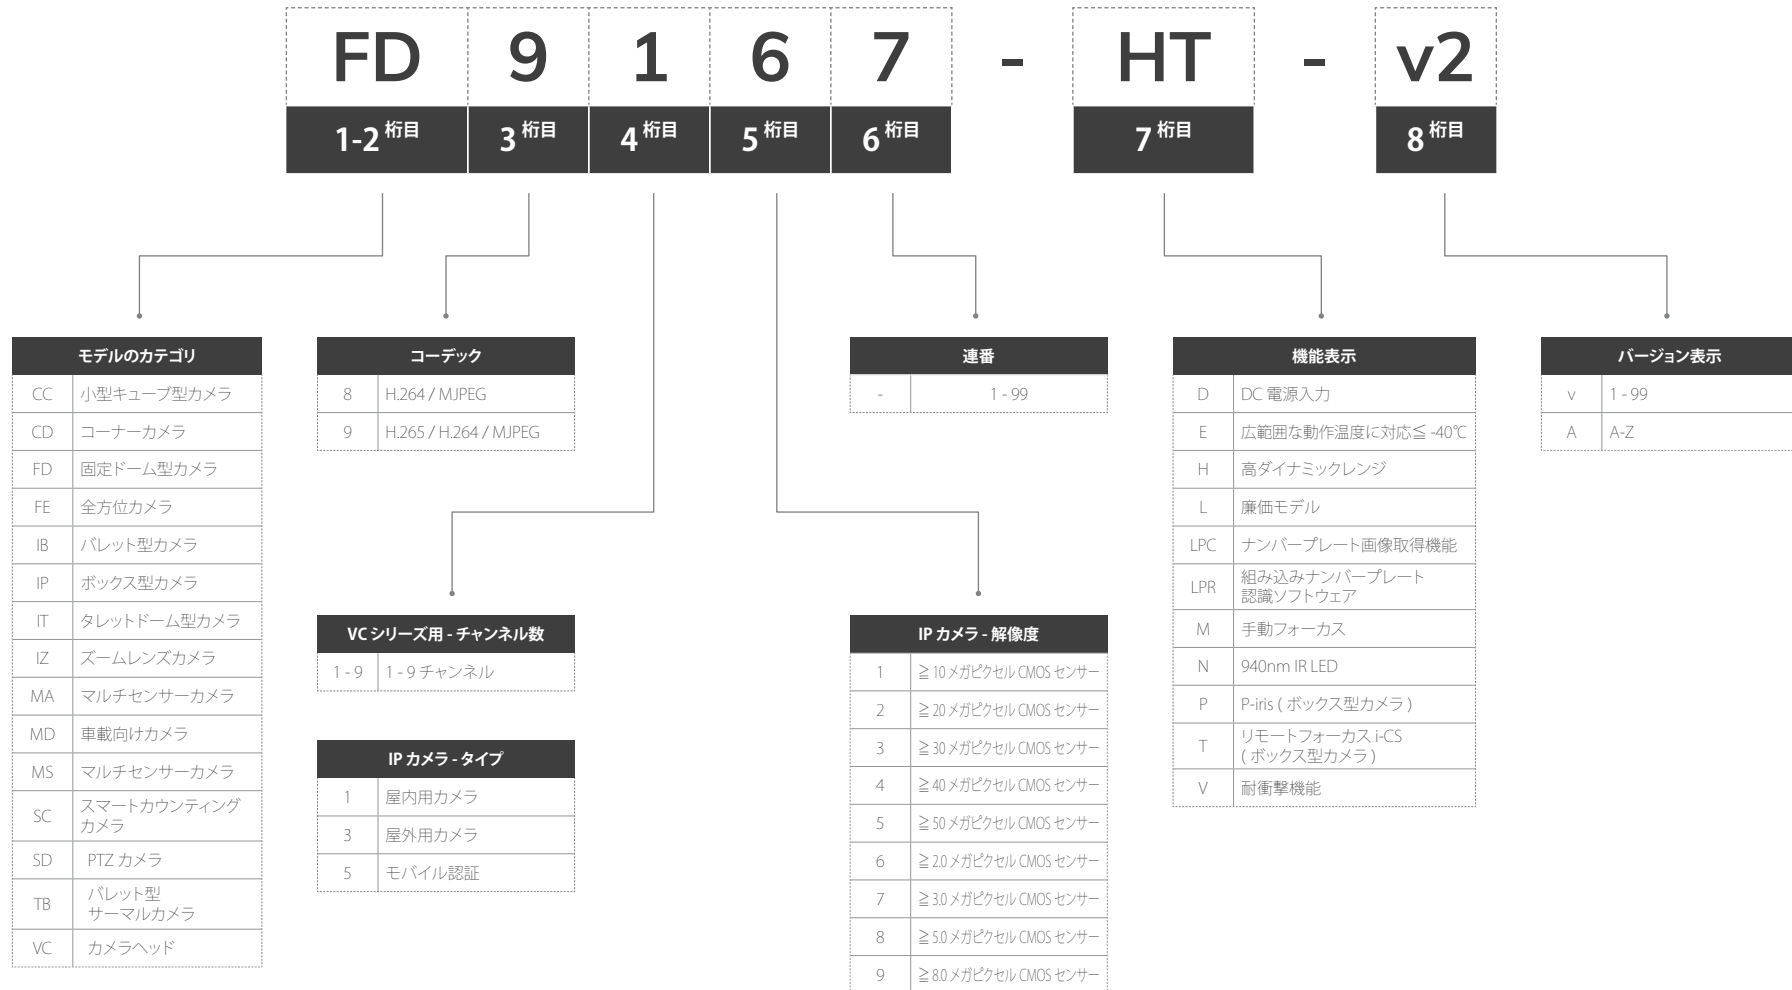 FD 9 1 6 7 - HT - v2
1-2 桁目 3 桁目 4 桁目 5 桁目 6 桁目 7 桁目 8 桁目
モデルのカテゴリ
CC 小型キューブ型カメラ
CD コーナーカメラ
FD 固定ドーム型カメラ
FE 全方位カメラ
IB バレット型カメラ
IP ボックス型カメラ
IT タレットドーム型カメラ
IZ ズームレンズカメラ
MA マルチセンサーカメラ
MD 車載向けカメラ
MS マルチセンサーカメラ
SC スマートカウンティング
カメラ
SD PTZ カメラ
TB バレット型
サーマルカメラ
VC カメラヘッド
コーデック
8 H.264 / MJPEG
9 H.265 / H.264 / MJPEG
VC シリーズ用 - チャンネル数
1 - 9 1 - 9 チャンネル
IP カメラ - タイプ
1 屋内用カメラ
3 屋外用カメラ
5 モバイル認証
連番
- 1 - 99
IP カメラ - 解像度
1 ≧ 10 メガピクセル CMOS センサー
2 ≧ 20 メガピクセル CMOS センサー
3 ≧ 30 メガピクセル CMOS センサー
4 ≧ 40 メガピクセル CMOS センサー
5 ≧ 50 メガピクセル CMOS センサー
6 ≧ 2.0 メガピクセル CMOS センサー
7 ≧ 3.0 メガピクセル CMOS センサー
8 ≧ 5.0 メガピクセル CMOS センサー
9 ≧ 8.0 メガピクセル CMOS センサー
機能表示
D DC 電源入力
E 広範囲な動作温度に対応≦ -40℃
H 高ダイナミックレンジ
L 廉価モデル
LPC ナンバープレート画像取得機能
LPR 組み込みナンバープレート
認識ソフトウェア
M 手動フォーカス
N 940nm IR LED
P P-iris ( ボックス型カメラ )
T リモートフォーカス i-CS
( ボックス型カメラ )
V 耐衝撃機能
バージョン表示
v 1 - 99
A A-Z